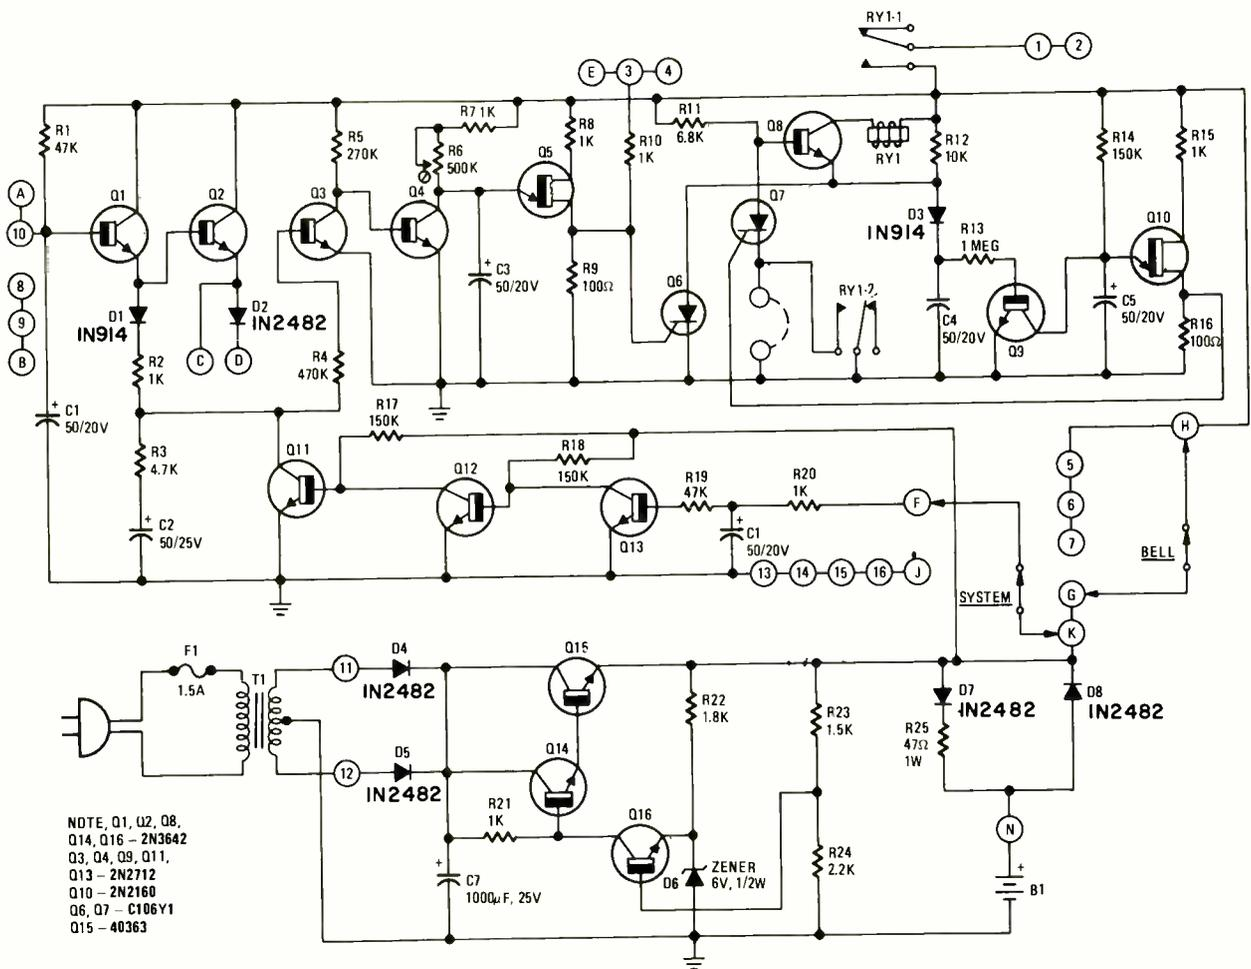 RY1-1
1
2
E
3
4
R1
47K
R5
270K
R7 1K
R6
500K
R8
1K
R10
1K
R11
6.8K
Q8
RY1
R12
10K
R14
150K
R15
1K
A
10
Q1
Q2
Q3
Q4
Q5
Q7
D3
IN914
R13
1 MEG
Q10
8
9
B
D1
IN914
D2
IN2482
C
D
C3
50/20V
R9
100Ω
Q6
RY1-2
C4
50/20V
Q9
C5
50/20V
R16
100Ω
R2
1K
R4
470K
C1
50/20V
R3
4.7K
C2
50/25V
Q11
R17
150K
Q12
R18
150K
Q13
R19
47K
R20
1K
C1
50/20V
F
H
5
6
7
BELL
13
14
15
16
J
SYSTEM
G
K
F1
1.5A
T1
11
D4
IN2482
Q15
R22
1.8K
R23
1.5K
D7
IN2482
D8
IN2482
R25
47Ω
1W
12
D5
IN2482
Q14
R21
1K
Q16
C7
1000µF, 25V
D6
ZENER
6V, 1/2W
R24
2.2K
N
B1
NOTE, Q1, Q2, Q8,
Q14, Q16 – 2N3642
Q3, Q4, Q9, Q11,
Q13 – 2N2712
Q10 – 2N2160
Q6, Q7 – C106Y1
Q15 – 40363